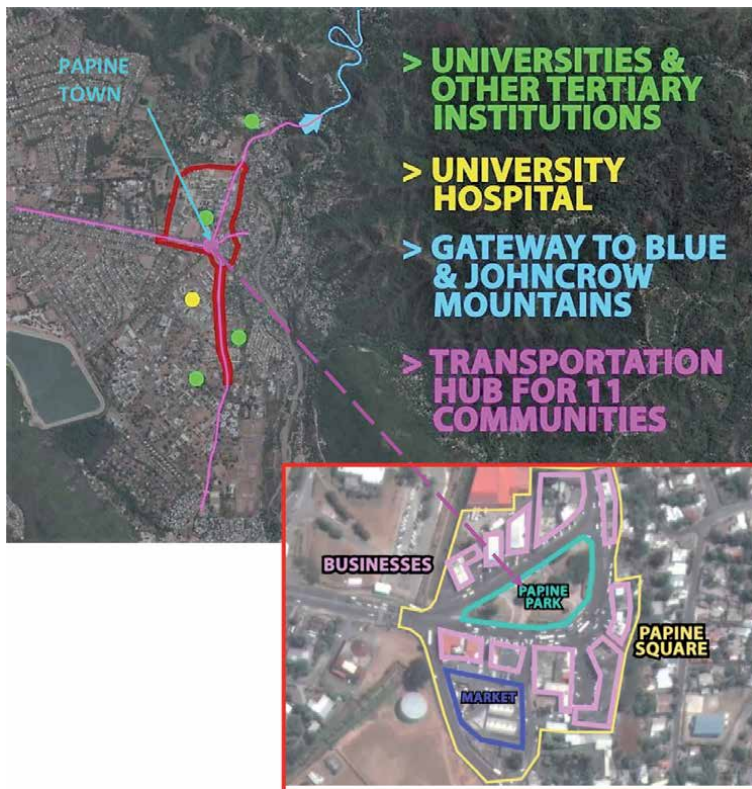 PAPINE
TOWN
> UNIVERSITIES &
OTHER TERTIARY
INSTITUTIONS
> UNIVERSITY
HOSPITAL
> GATEWAY TO BLUE
& JOHNCROW
MOUNTAINS
> TRANSPORTATION
HUB FOR 11
COMMUNITIES
BUSINESSES
PAPINE
PARK
PAPINE
SQUARE
MARKET